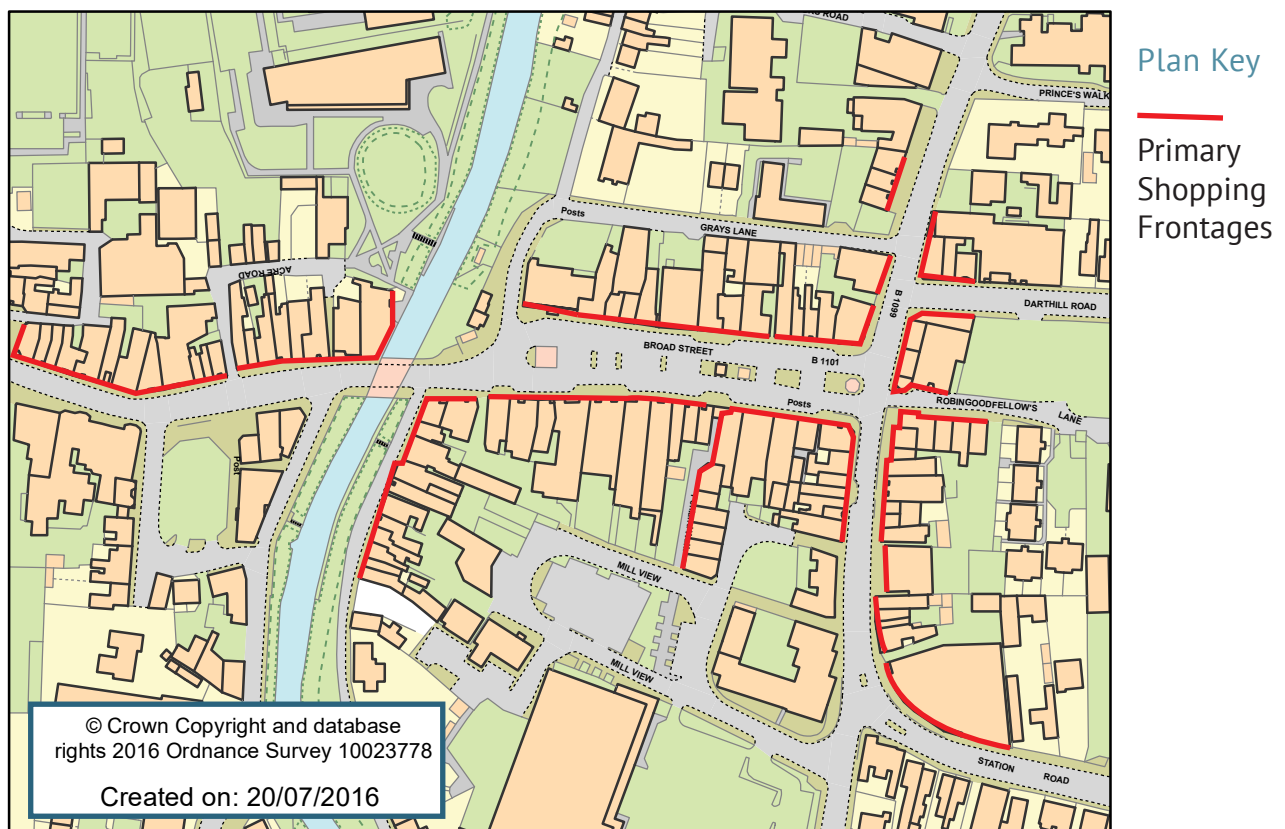 ROAD
PRINCE'S WALK
Plan Key
Primary
Shopping
Frontages
Posts
GRAYS LANE
ACRE ROAD
B 1099
DARTHILL ROAD
BROAD STREET
B 1101
Posts
ROBINGOODFELLOW'S
LANE
Post
MILL VIEW
MILL VIEW
STATION ROAD
© Crown Copyright and database
rights 2016 Ordnance Survey 10023778
Created on: 20/07/2016